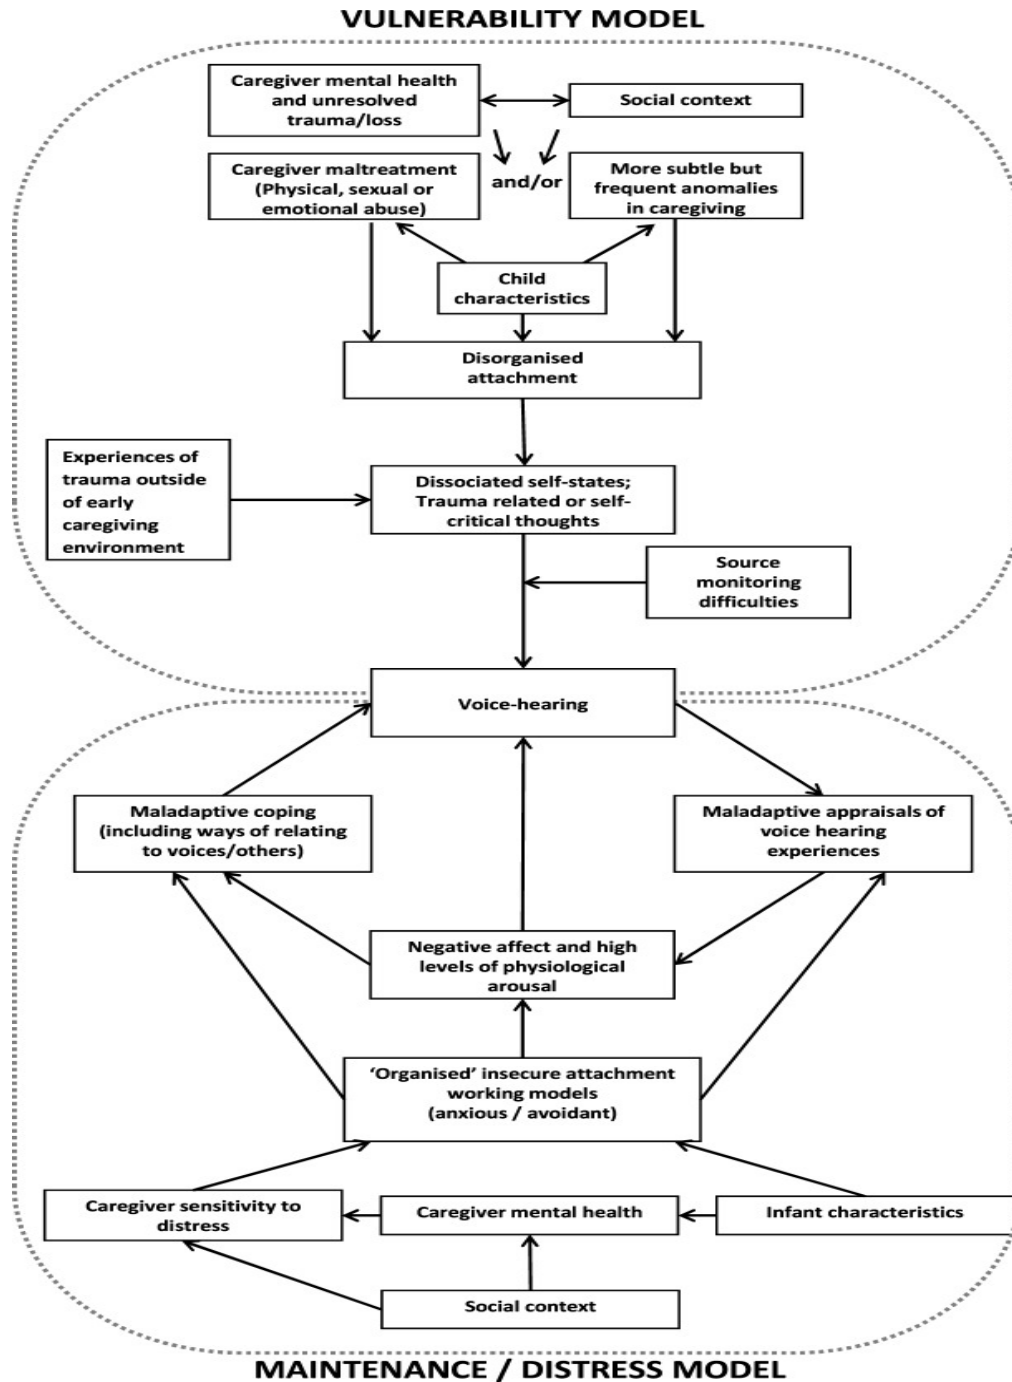 VULNERABILITY MODEL
Caregiver mental health
and unresolved
trauma/loss
Social context
Caregiver maltreatment
(Physical, sexual or
emotional abuse)
and/or
More subtle but
frequent anomalies
in caregiving
Child
characteristics
Disorganised
attachment
Experiences of
trauma outside
of early
caregiving
environment
Dissociated self-states;
Trauma related or self-
critical thoughts
Source
monitoring
difficulties
Voice-hearing
Maladaptive coping
(including ways of relating
to voices/others)
Maladaptive appraisals of
voice hearing
experiences
Negative affect and high
levels of physiological
arousal
‘Organised’ insecure attachment
working models
(anxious / avoidant)
Caregiver sensitivity to
distress
Caregiver mental health
Infant characteristics
Social context
MAINTENANCE / DISTRESS MODEL